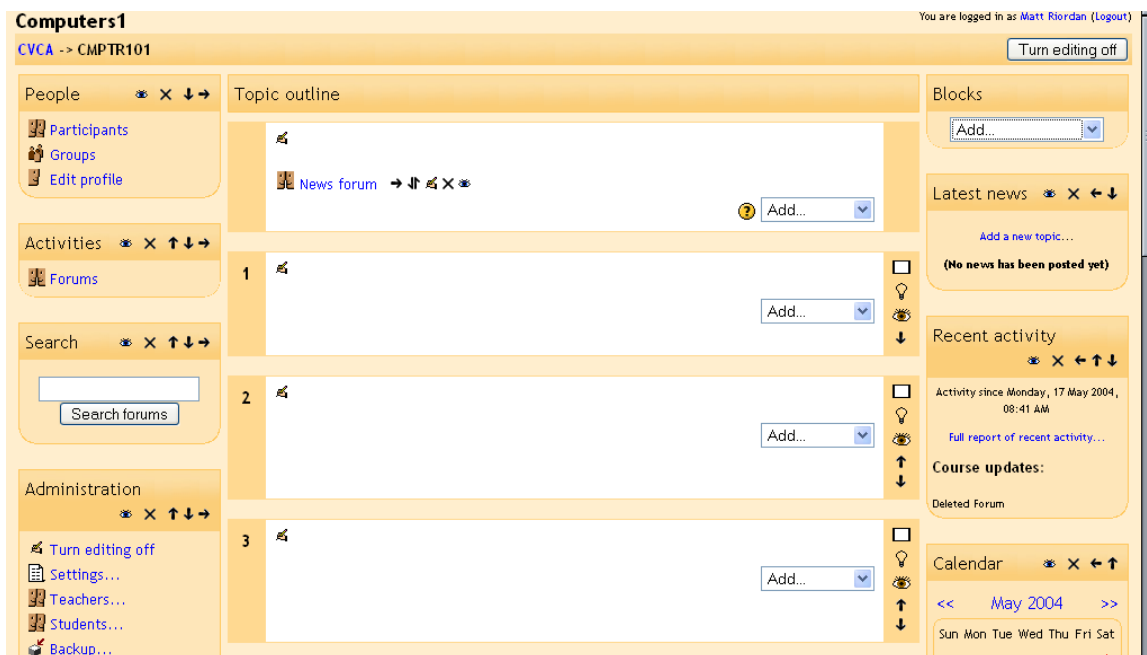 Computers1
You are logged in as Matt Riordan (Logout)
CVCA -> CMPTR101
Turn editing off
People
Participants
Groups
Edit profile
Activities
Forums
Search
Search forums
Administration
Turn editing off
Settings...
Teachers...
Students...
Backup...
Topic outline
News forum
? Add...
1
Add...
2
Add...
3
Add...
Blocks
Add...
Latest news
Add a new topic...
(No news has been posted yet)
Recent activity
Activity since Monday, 17 May 2004,
08:41 AM
Full report of recent activity...
Course updates:
Deleted Forum
Calendar
<< May 2004 >>
Sun Mon Tue Wed Thu Fri Sat